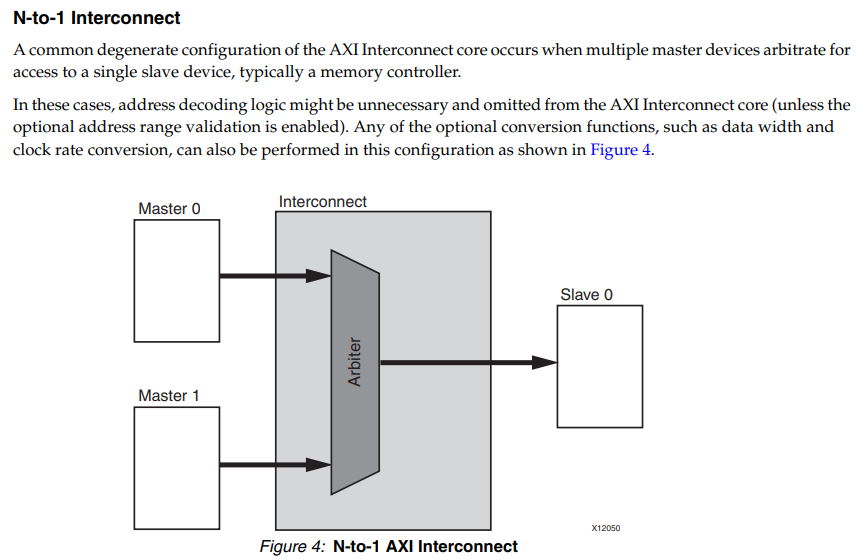 N-to-1 Interconnect
A common degenerate configuration of the AXI Interconnect core occurs when multiple master devices arbitrate for
access to a single slave device, typically a memory controller.
In these cases, address decoding logic might be unnecessary and omitted from the AXI Interconnect core (unless the
optional address range validation is enabled). Any of the optional conversion functions, such as data width and
clock rate conversion, can also be performed in this configuration as shown in Figure 4.
Interconnect
Master 0
Slave 0
Arbiter
Master 1
X12050
Figure 4: N-to-1 AXI Interconnect